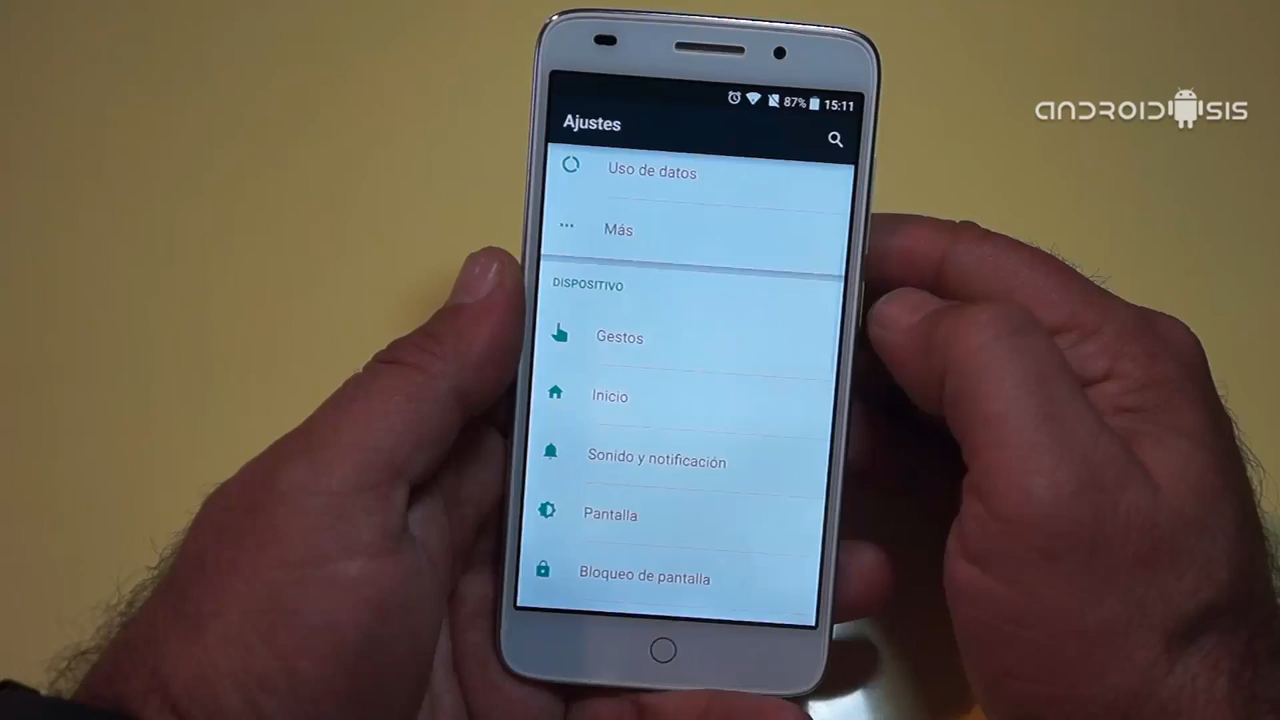 ANDROIDSIS
87% 15:11
Ajustes
Uso de datos
Más
DISPOSITIVO
Gestos
Inicio
Sonido y notificación
Pantalla
Bloqueo de pantalla